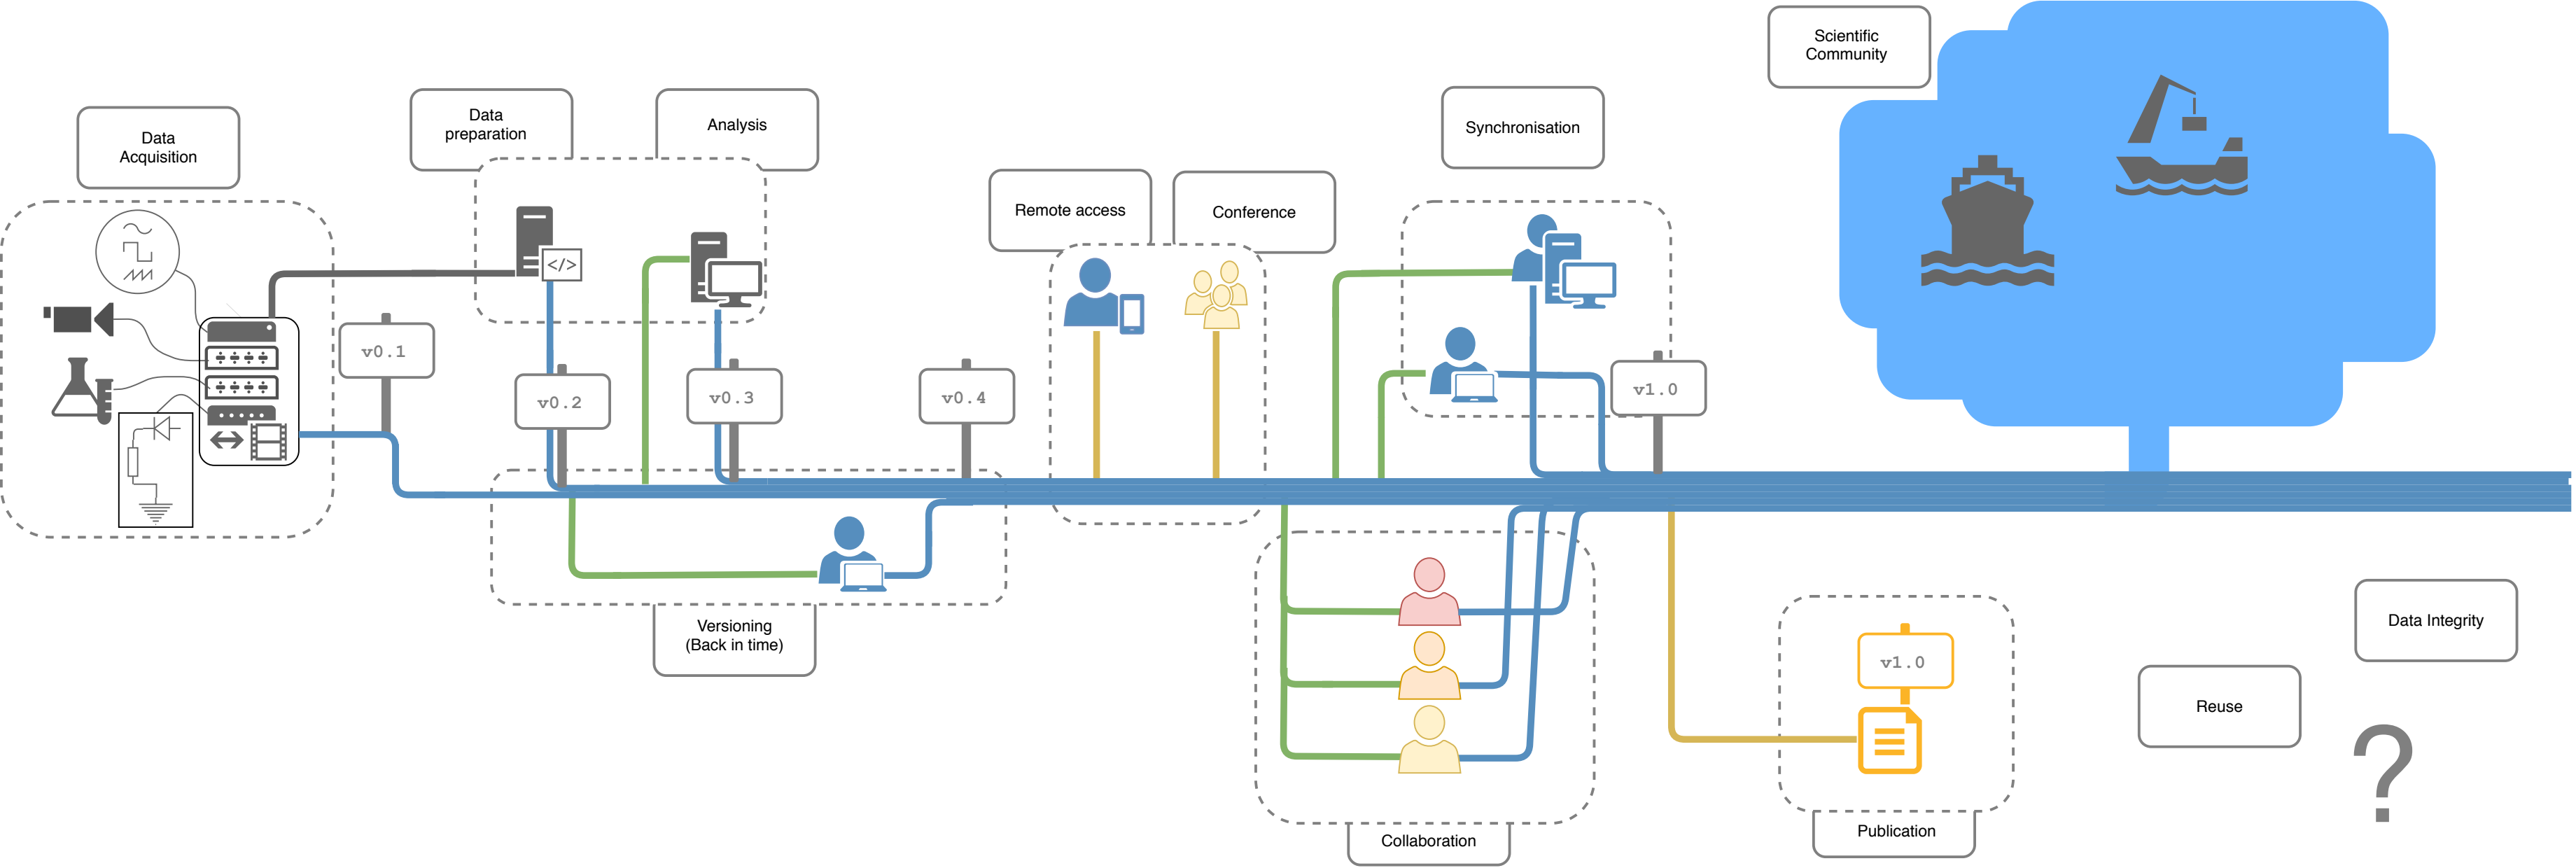 Scientific
Community
Data
Acquisition
Data
preparation
Analysis
Synchronisation
Remote access
Conference
</>
v0.1
v0.2
v0.3
v0.4
v1.0
Versioning
(Back in time)
Collaboration
v1.0
Publication
Data Integrity
Reuse
?